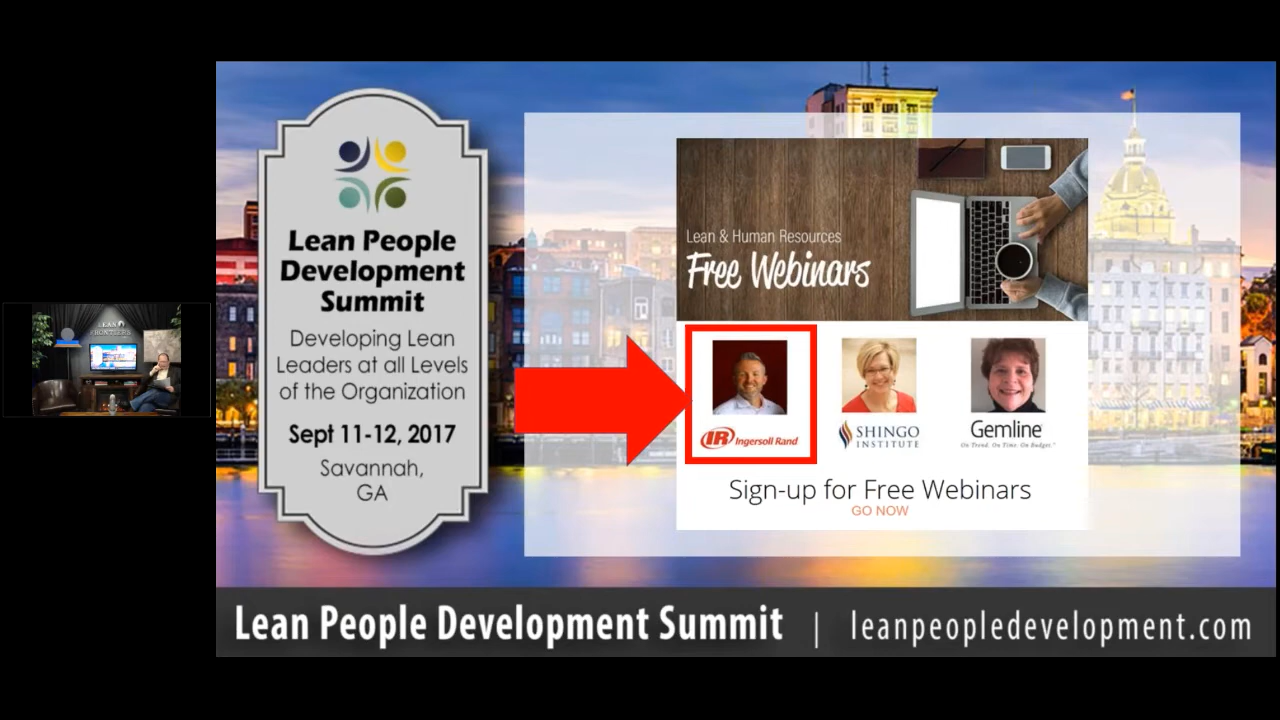 LEAN
FRONTIERS
Lean People
Development
Summit
Developing Lean
Leaders at all Levels
of the Organization
Sept 11-12, 2017
Savannah,
GA
Lean & Human Resources
Free Webinars
IR Ingersoll Rand
SHINGO
INSTITUTE
Gemline
On Trend. On Time. On Budget.
Sign-up for Free Webinars
GO NOW
Lean People Development Summit | leanpeopledevelopment.com